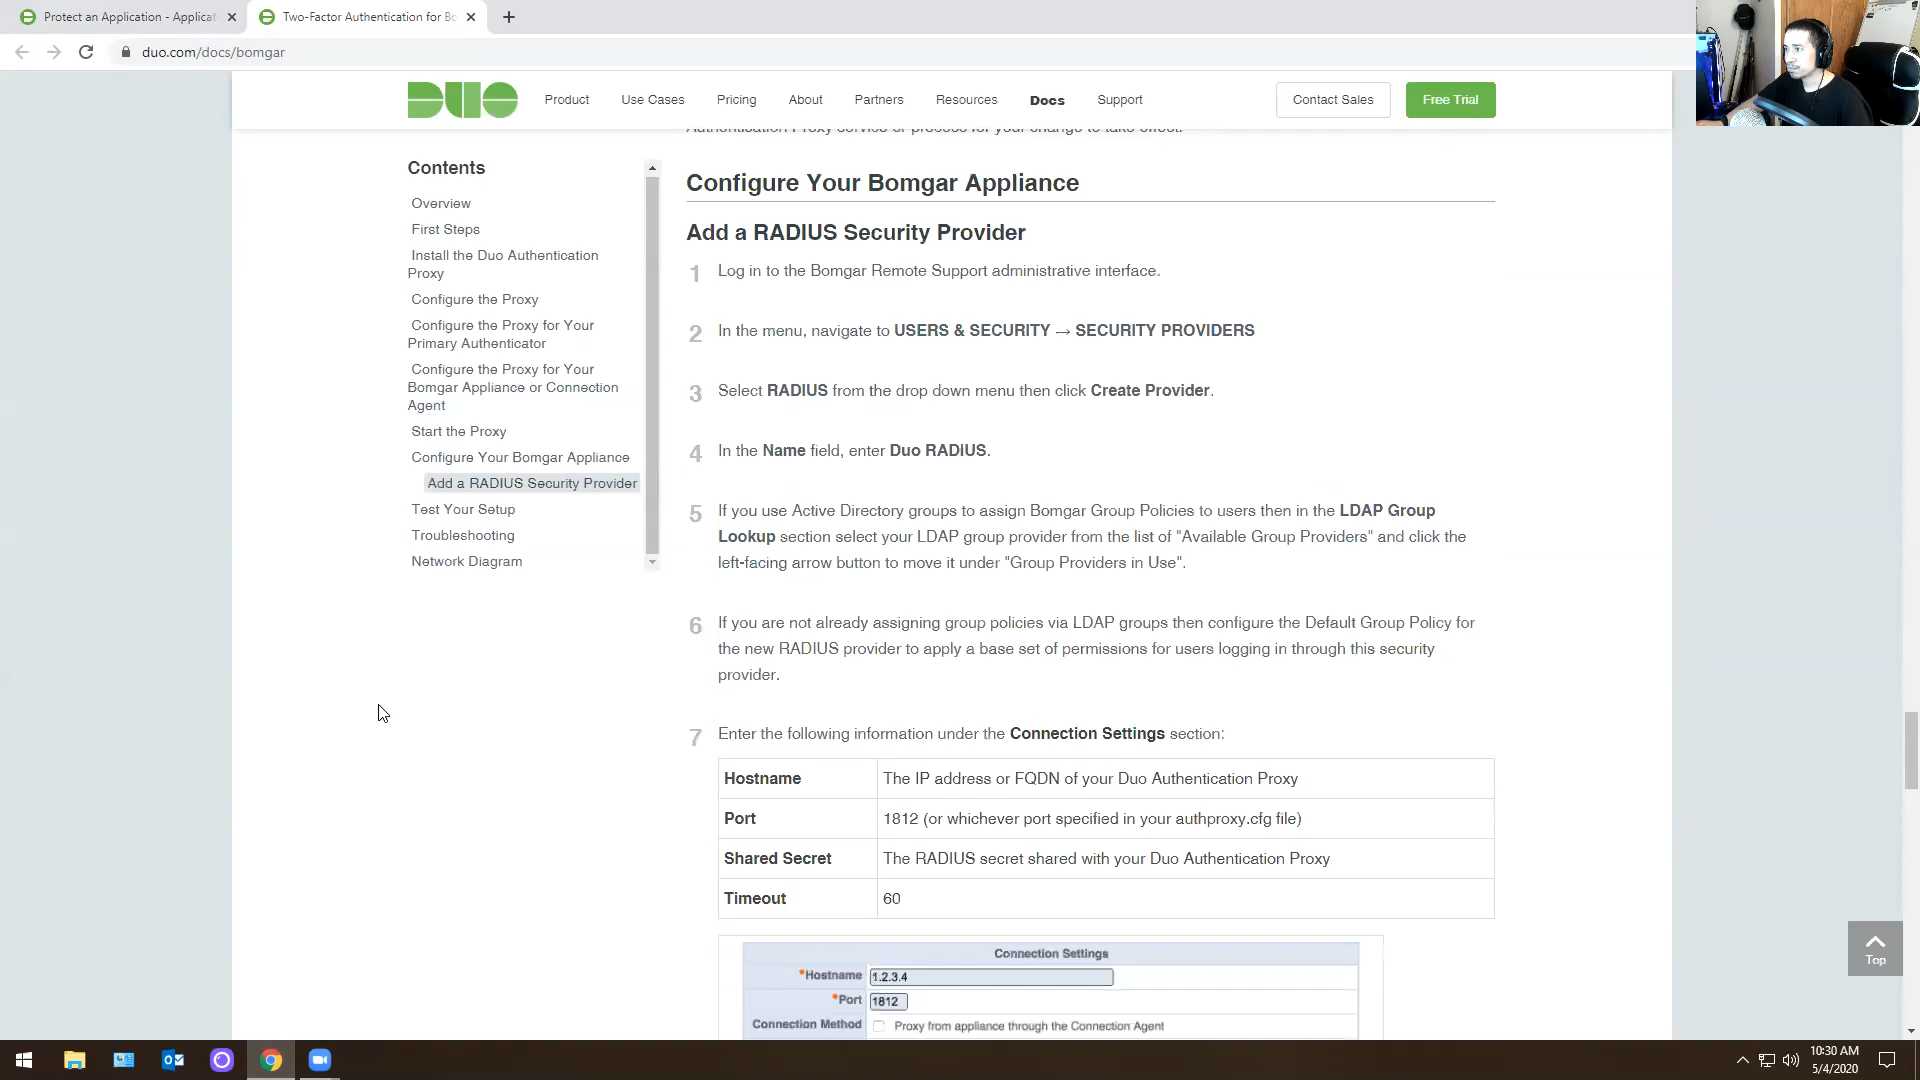 Protect an Application - Applicat
Two-Factor Authentication for Bo
duo.com/docs/bomgar
DUO
Product
Use Cases
Pricing
About
Partners
Resources
Docs
Support
Contact Sales
Free Trial
Authentication Proxy service or process for your change to take effect.
Contents
Overview
First Steps
Install the Duo Authentication
Proxy
Configure the Proxy
Configure the Proxy for Your
Primary Authenticator
Configure the Proxy for Your
Bomgar Appliance or Connection
Agent
Start the Proxy
Configure Your Bomgar Appliance
Add a RADIUS Security Provider
Test Your Setup
Troubleshooting
Network Diagram
Configure Your Bomgar Appliance
Add a RADIUS Security Provider
1 Log in to the Bomgar Remote Support administrative interface.
2 In the menu, navigate to USERS & SECURITY → SECURITY PROVIDERS
3 Select RADIUS from the drop down menu then click Create Provider.
4 In the Name field, enter Duo RADIUS.
5 If you use Active Directory groups to assign Bomgar Group Policies to users then in the LDAP Group
Lookup section select your LDAP group provider from the list of "Available Group Providers" and click the
left-facing arrow button to move it under "Group Providers in Use".
6 If you are not already assigning group policies via LDAP groups then configure the Default Group Policy for
the new RADIUS provider to apply a base set of permissions for users logging in through this security
provider.
7 Enter the following information under the Connection Settings section:
Hostname The IP address or FQDN of your Duo Authentication Proxy
Port 1812 (or whichever port specified in your authproxy.cfg file)
Shared Secret The RADIUS secret shared with your Duo Authentication Proxy
Timeout 60
Connection Settings
*Hostname 1.2.3.4
*Port 1812
Connection Method Proxy from appliance through the Connection Agent
Top
10:30 AM
5/4/2020